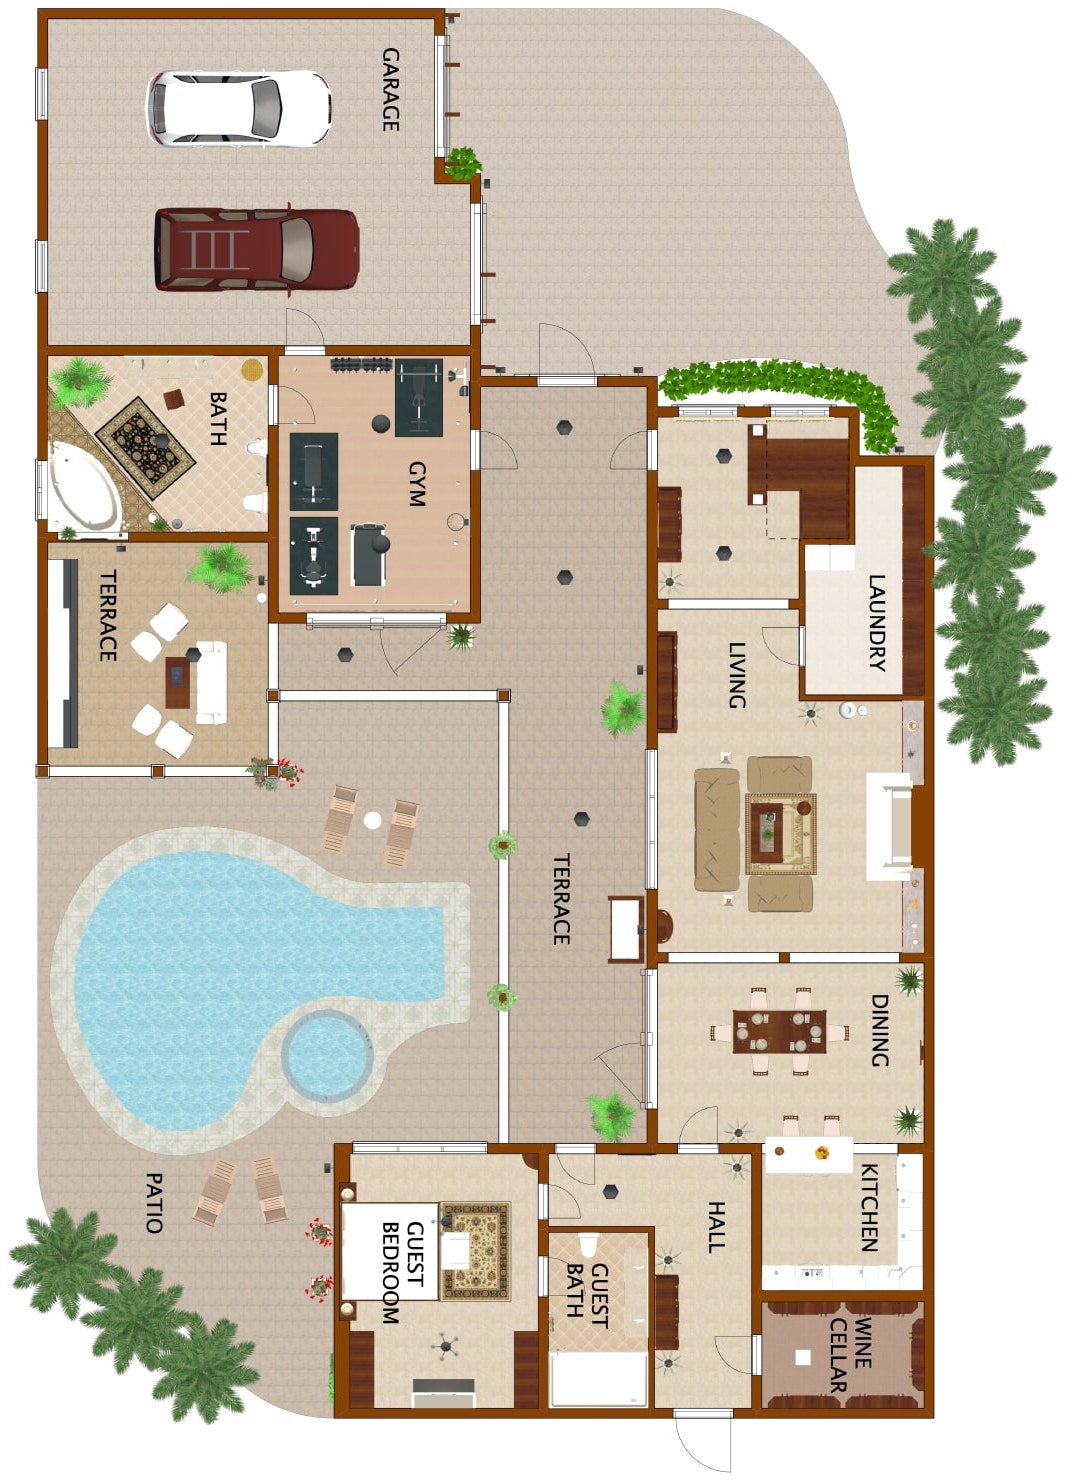 GARAGE
BATH
GYM
TERRACE
LAUNDRY
LIVING
TERRACE
DINING
KITCHEN
PATIO
GUEST
BEDROOM
GUEST
BATH
HALL
WINE
CELLAR